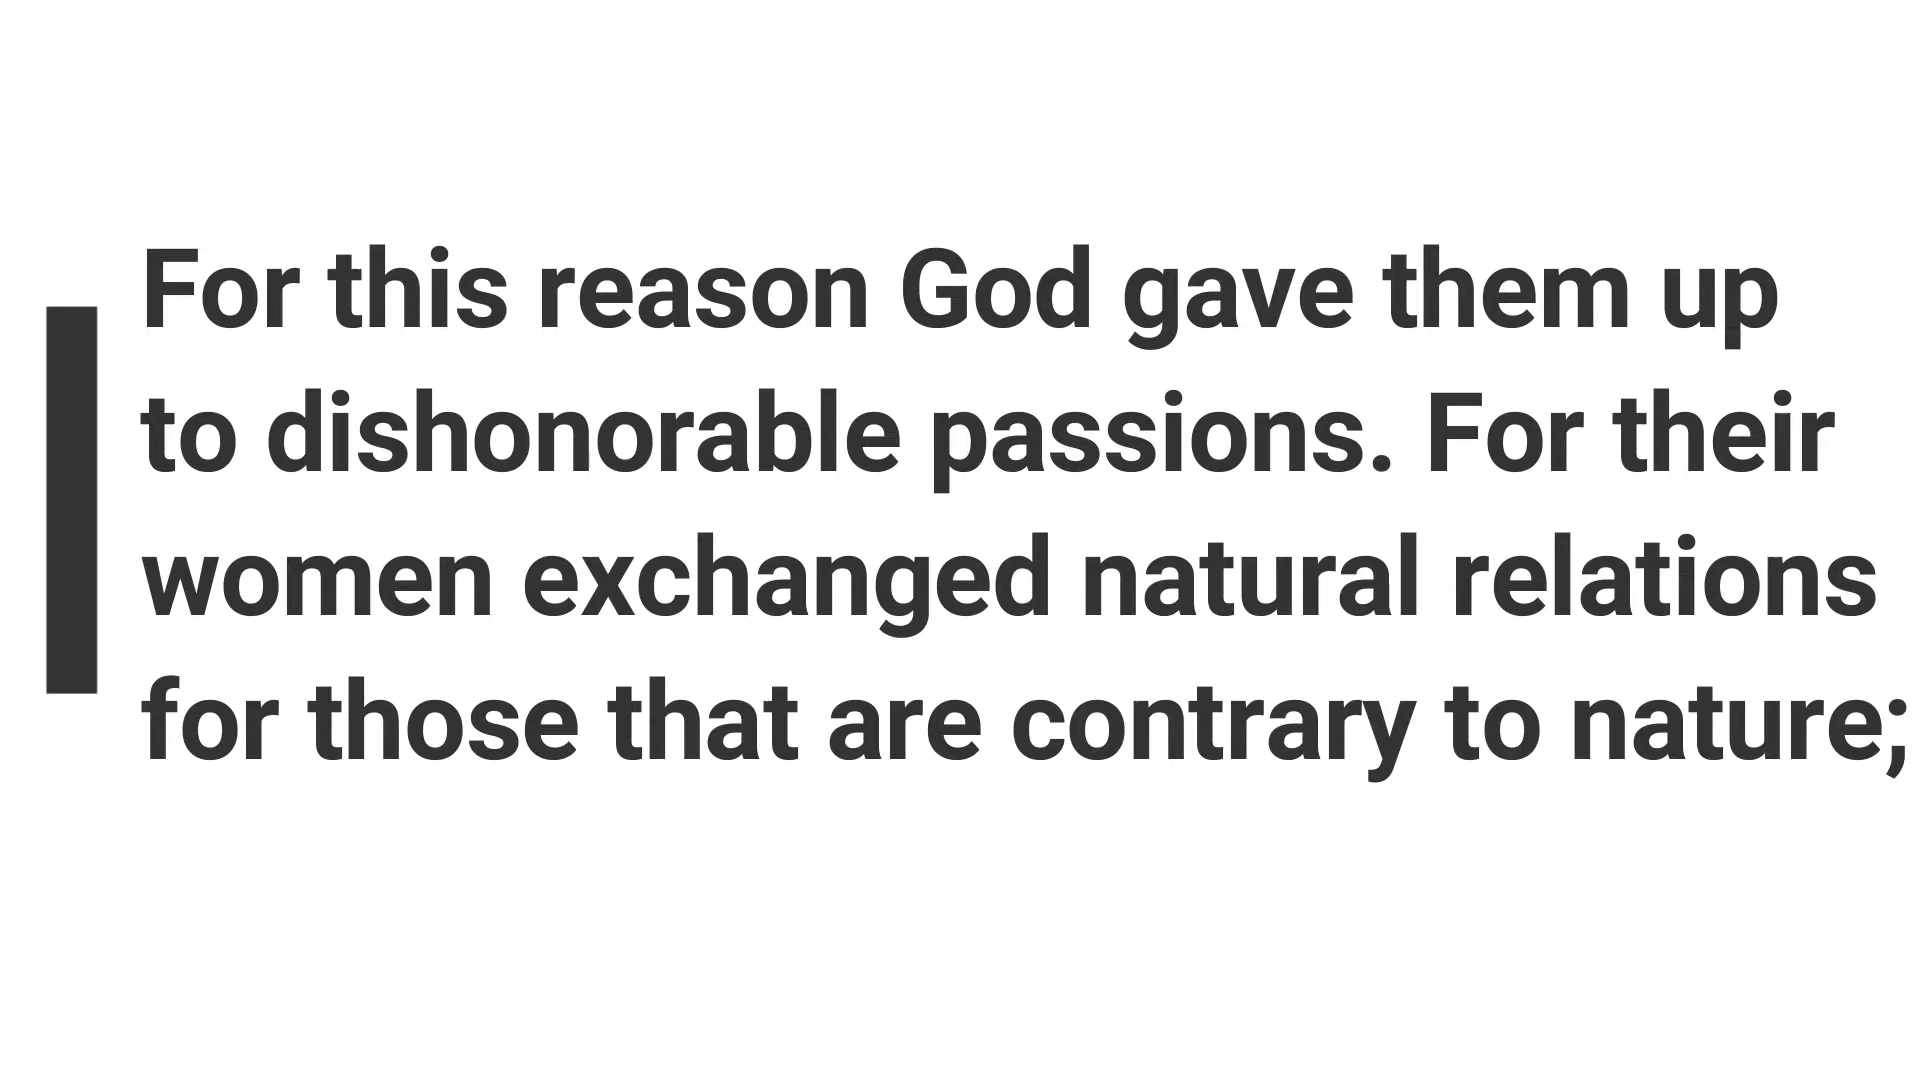 For this reason God gave them up
to dishonorable passions. For their
women exchanged natural relations
for those that are contrary to nature;